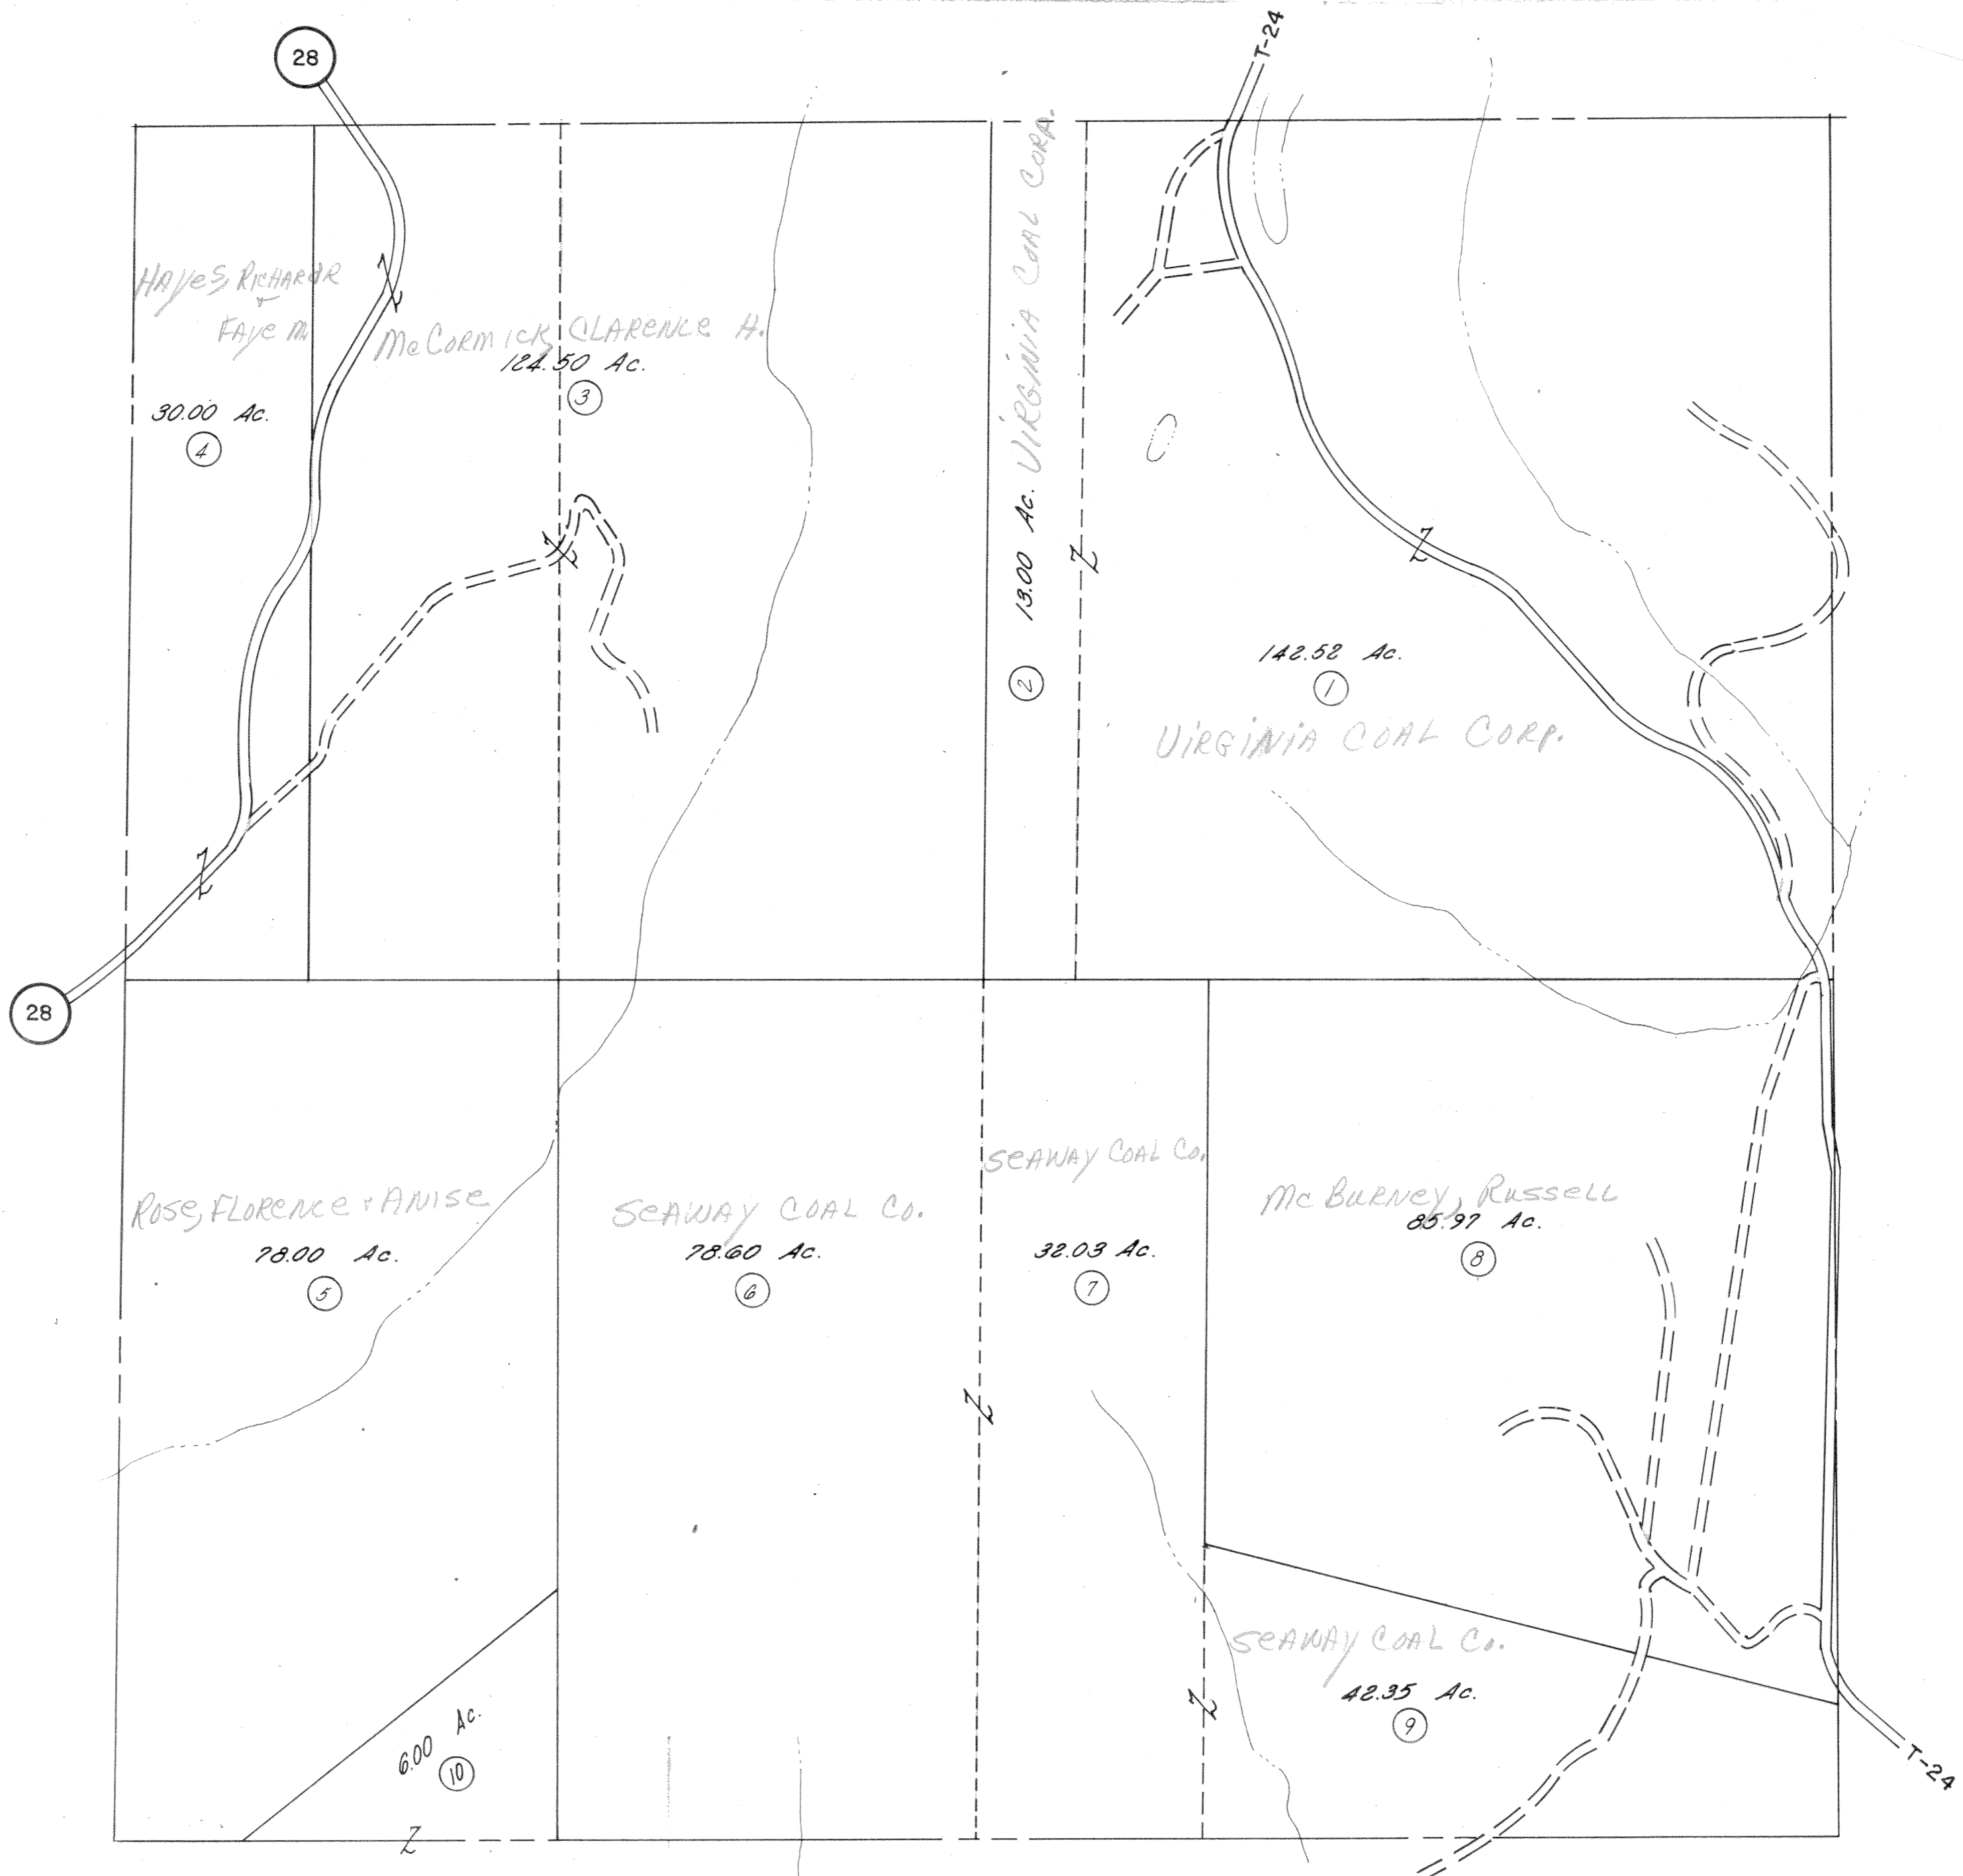 28
T-24
HAYES, RICHARD R
+
FAYE M.
30.00 Ac.
4
McCORMICK, CLARENCE H.
124.50 Ac.
3
2 13.00 Ac. VIRGINIA COAL CORP.
142.52 Ac.
1
VIRGINIA COAL CORP.
28
ROSE, FLORENCE + ANISE
78.00 Ac.
5
SEAWAY COAL CO.
78.60 Ac.
6
SEAWAY COAL CO.
32.03 Ac.
7
McBURNEY, RUSSELL
85.97 Ac.
8
SEAWAY COAL CO.
42.35 Ac.
9
6.00 Ac.
10
T-24